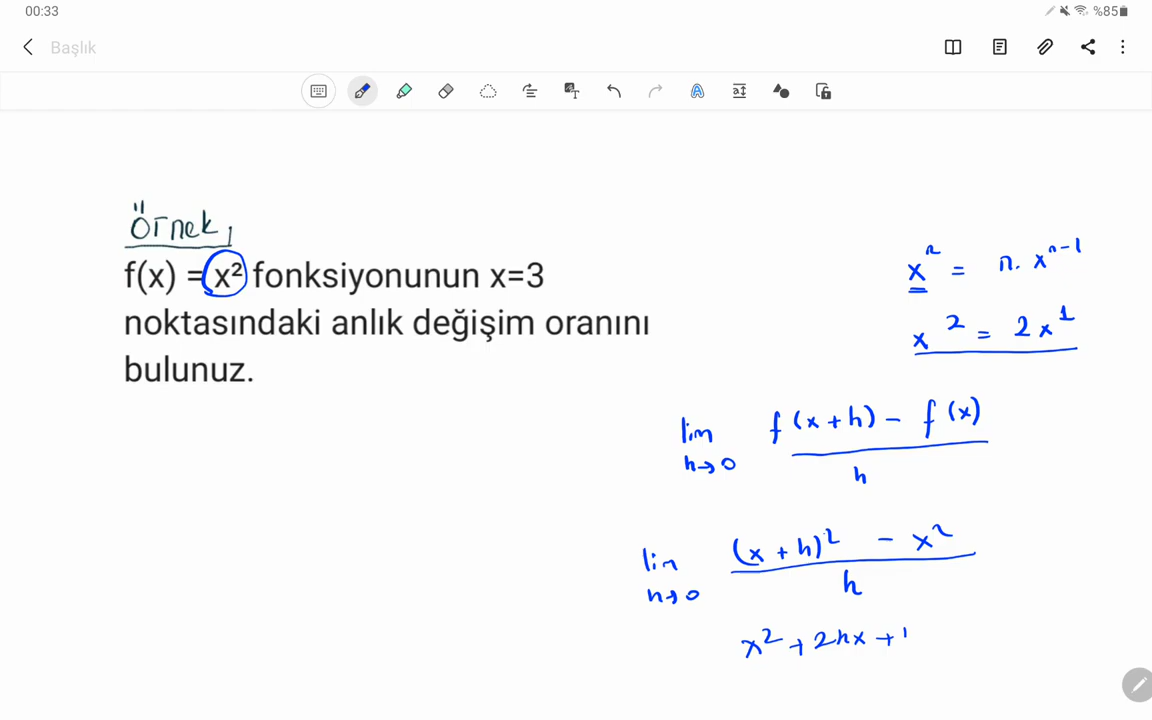 00:33
%85
Başlık
Örnek,
f(x) = x² fonksiyonunun x=3
noktasındaki anlık değişim oranını
bulunuz.
xⁿ = n. xⁿ⁻¹
x² = 2x¹
lim h→0 f(x+h) - f(x) / h
lim h→0 (x+h)² - x² / h
x² + 2hx +